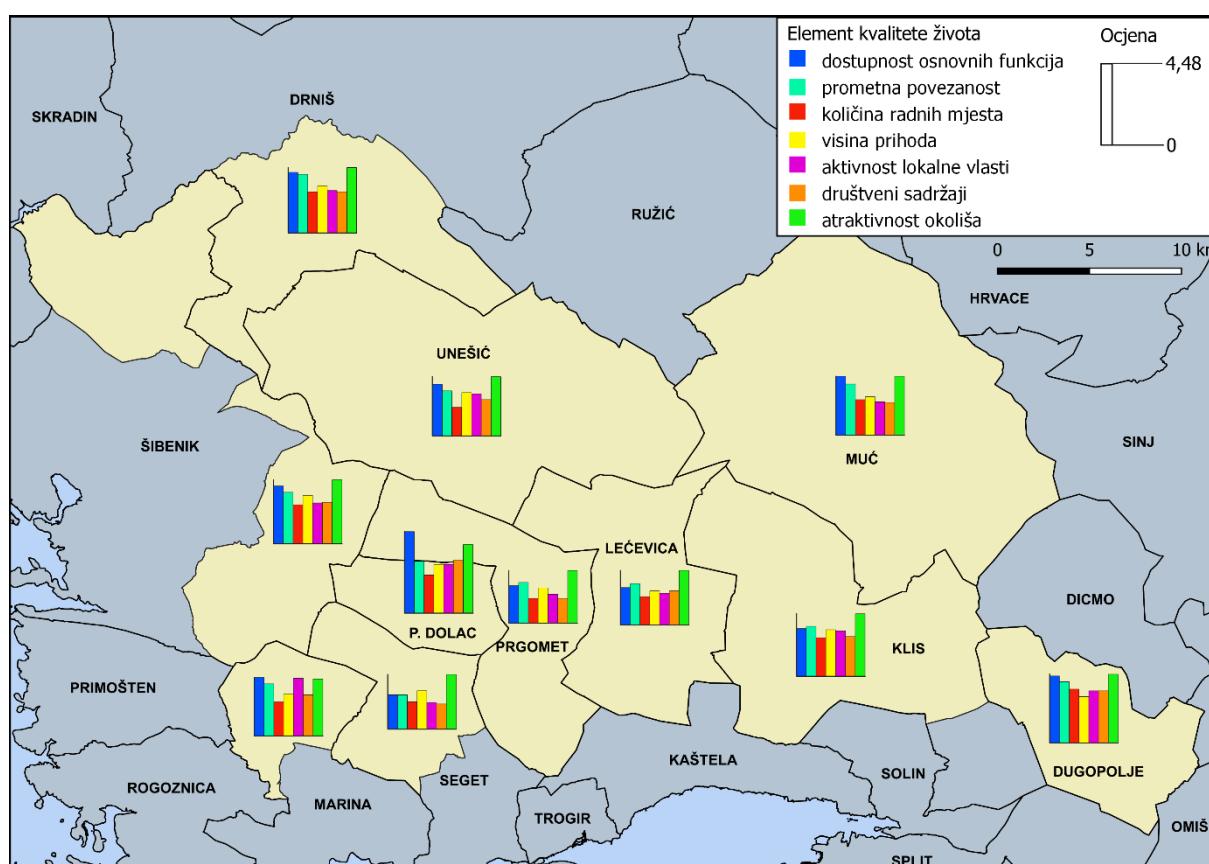 Element kvalitete života
Ocjena
dostupnost osnovnih funkcija
4,48
prometna povezanost
količina radnih mjesta
visina prihoda
0
aktivnost lokalne vlasti
društveni sadržaji
atraktivnost okoliša
0 5 10 km
SKRADIN
DRNIŠ
RUŽIĆ
HRVACE
UNEŠIĆ
ŠIBENIK
MUĆ
SINJ
LEĆEVICA
DICMO
P. DOLAC
PRGOMET
KLIS
PRIMOŠTEN
KAŠTELA
DUGOPOLJE
SEGET
SOLIN
ROGOZNICA
MARINA
TROGIR
OMIŠ
SPLIT